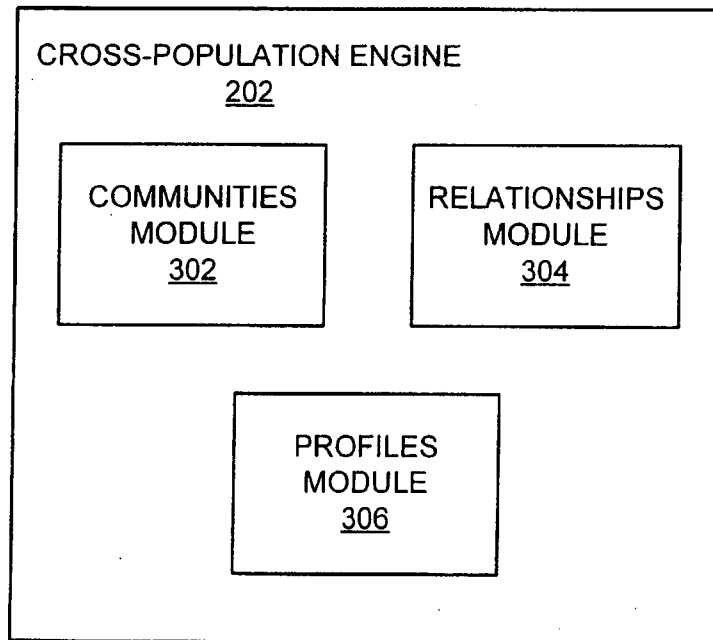 CROSS-POPULATION ENGINE
202
COMMUNITIES
MODULE
302
RELATIONSHIPS
MODULE
304
PROFILES
MODULE
306